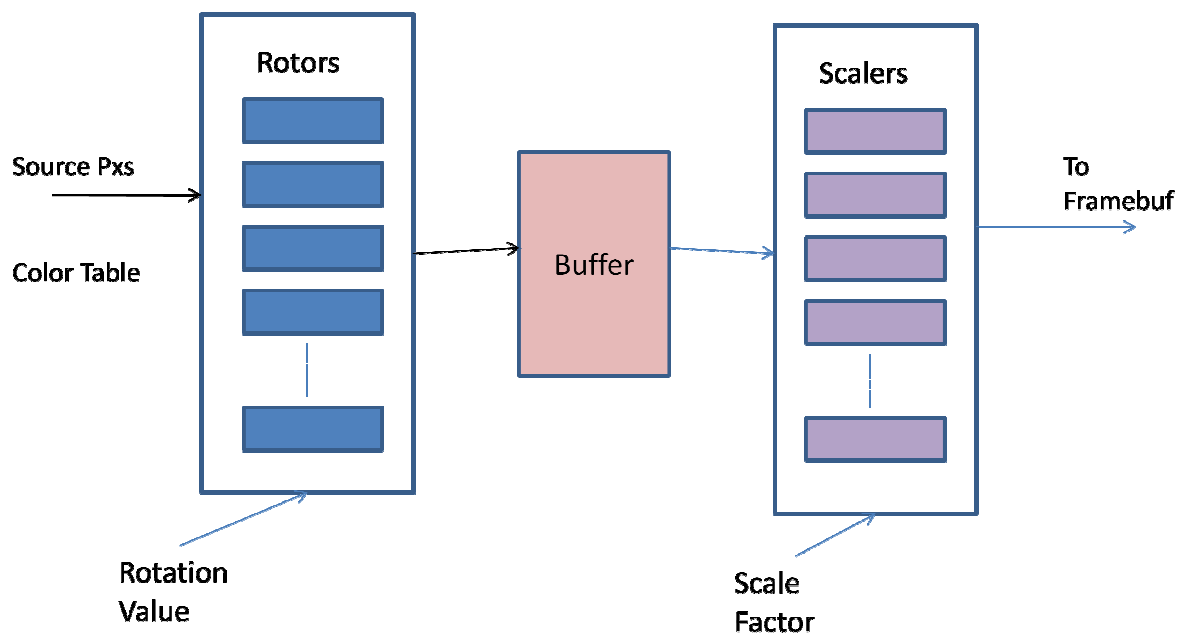 Rotors
Scalers
Source Pxs
To
Framebuf
Color Table
Buffer
Rotation
Value
Scale
Factor